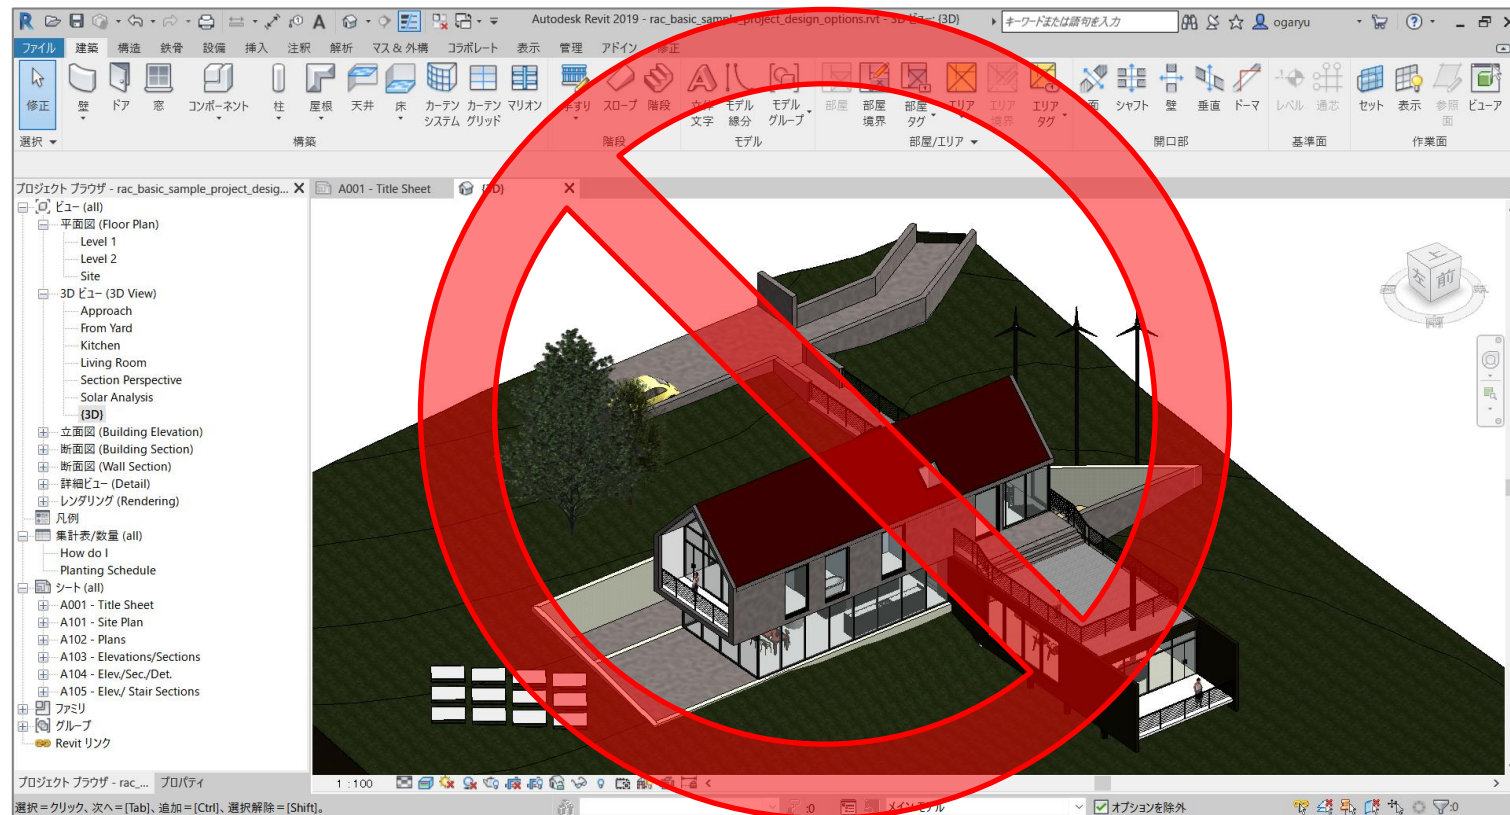 Autodesk Revit 2019 - rac_basic_sample_project_design_options.rvt - 3D ビュー: {3D}
キーワードまたは語句を入力
ogaryu
ファイル 建築 構造 鉄骨 設備 挿入 注釈 解析 マス & 外構 コラボレート 表示 管理 アドイン 修正
修正 壁 ドア 窓 コンポーネント 柱 屋根 天井 床 カーテン システム カーテン グリッド マリオン 手すり スロープ 階段 立体 文字 モデル 線分 モデル グループ 部屋 部屋 境界 部屋 タグ エリア エリア 境界 エリア タグ 面 シャフト 壁 垂直 ドーマ レベル 通芯 セット 表示 参照 面 ビューア
選択 構築 階段 モデル 部屋/エリア 開口部 基準面 作業面
プロジェクト ブラウザ - rac_basic_sample_project_desig...
A001 - Title Sheet {3D}
ビュー (all)
平面図 (Floor Plan)
Level 1
Level 2
Site
3D ビュー (3D View)
Approach
From Yard
Kitchen
Living Room
Section Perspective
Solar Analysis
{3D}
立面図 (Building Elevation)
断面図 (Building Section)
断面図 (Wall Section)
詳細ビュー (Detail)
レンダリング (Rendering)
凡例
集計表/数量 (all)
How do I
Planting Schedule
シート (all)
A001 - Title Sheet
A101 - Site Plan
A102 - Plans
A103 - Elevations/Sections
A104 - Elev./Sec./Det.
A105 - Elev./ Stair Sections
ファミリ
グループ
Revit リンク
上
左 前
プロジェクト ブラウザ - rac_... プロパティ
1 : 100
選択＝クリック、次へ＝[Tab]、追加＝[Ctrl]、選択解除＝[Shift]。
:0
メイン モデル
オプションを除外
:0